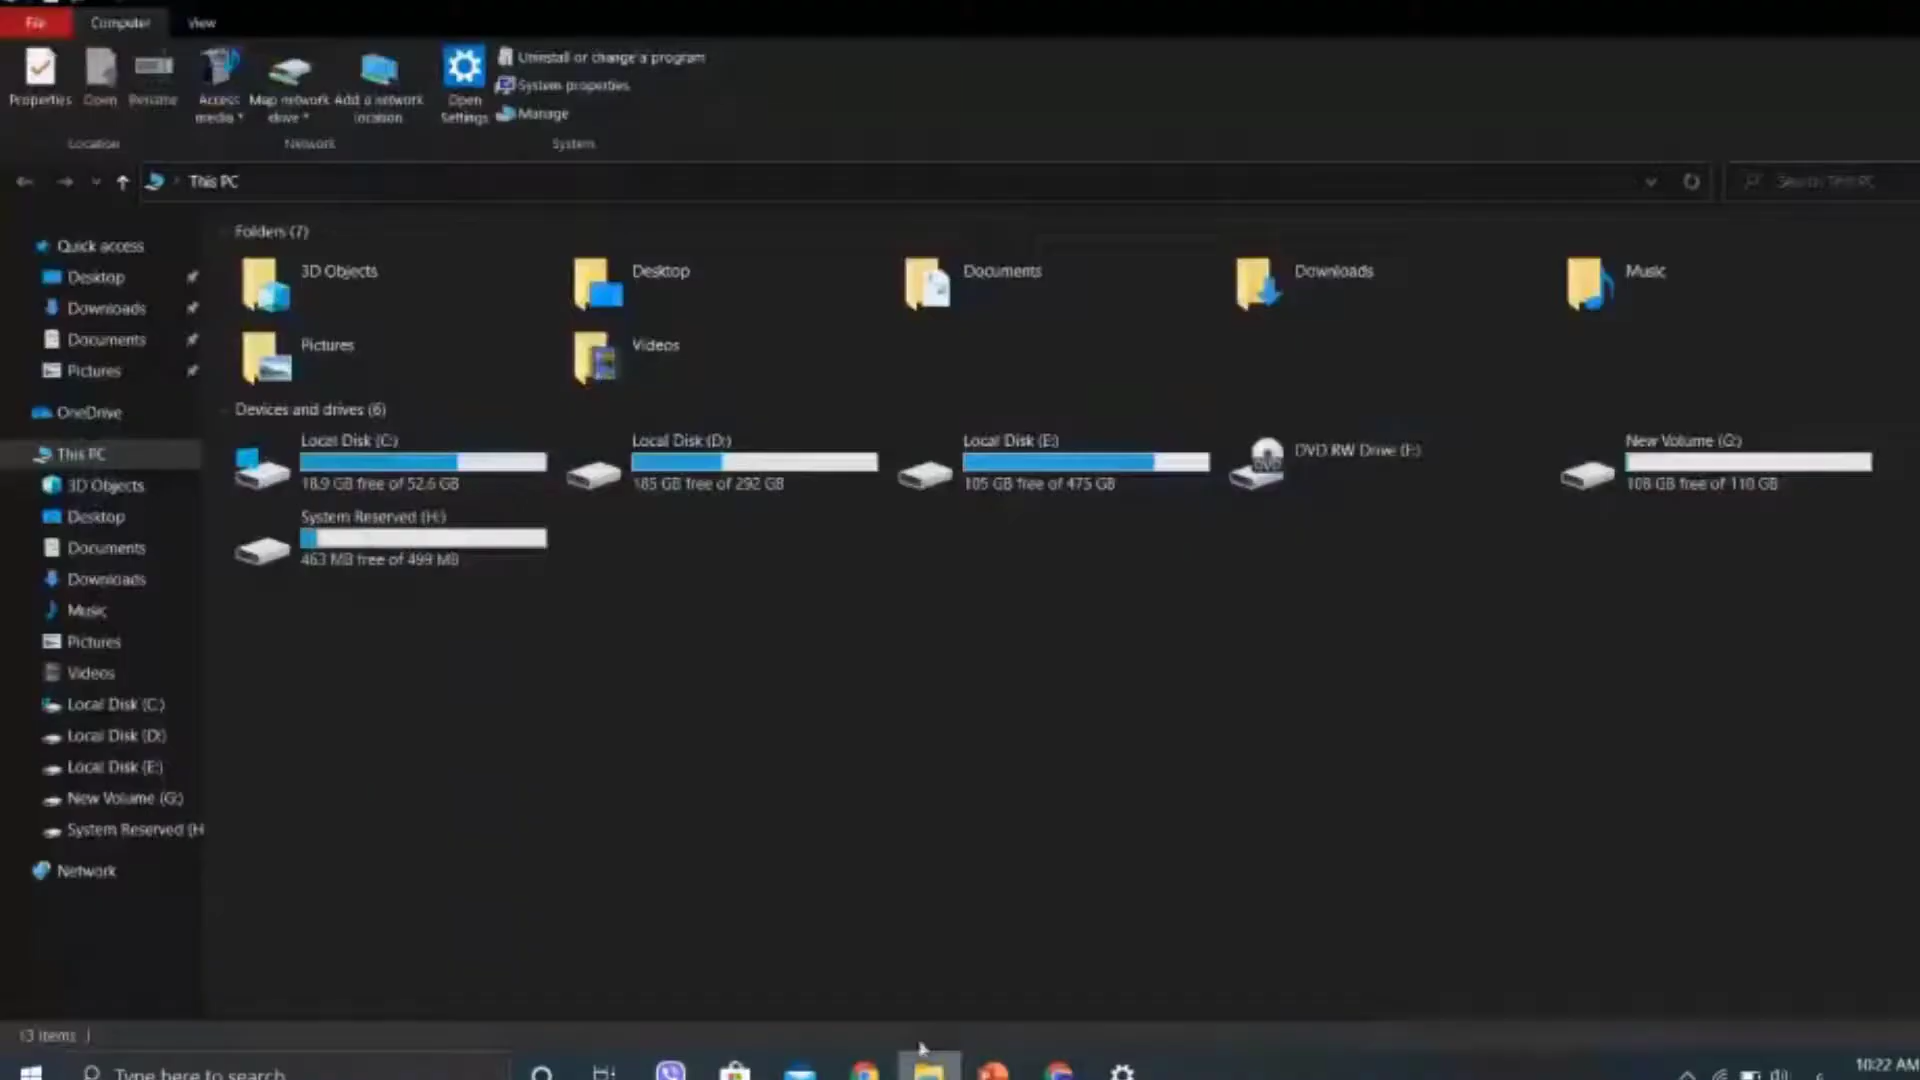 File Computer View
Properties Open Rename Access media Map network drive Add a network location Open Settings Uninstall or change a program
System properties
Manage
Location Network System
This PC Search This PC
Quick access
Desktop
Downloads
Documents
Pictures
OneDrive
This PC
3D Objects
Desktop
Documents
Downloads
Music
Pictures
Videos
Local Disk (C:)
Local Disk (D:)
Local Disk (E:)
New Volume (G:)
System Reserved (H
Network
Folders (7)
3D Objects Desktop Documents Downloads Music
Pictures Videos
Devices and drives (6)
Local Disk (C:)
18.9 GB free of 52.6 GB
Local Disk (D:)
185 GB free of 292 GB
Local Disk (E:)
105 GB free of 475 GB
DVD RW Drive (F:)
DVD
New Volume (G:)
108 GB free of 110 GB
System Reserved (H:)
463 MB free of 499 MB
13 items
Type here to search
10:22 AM